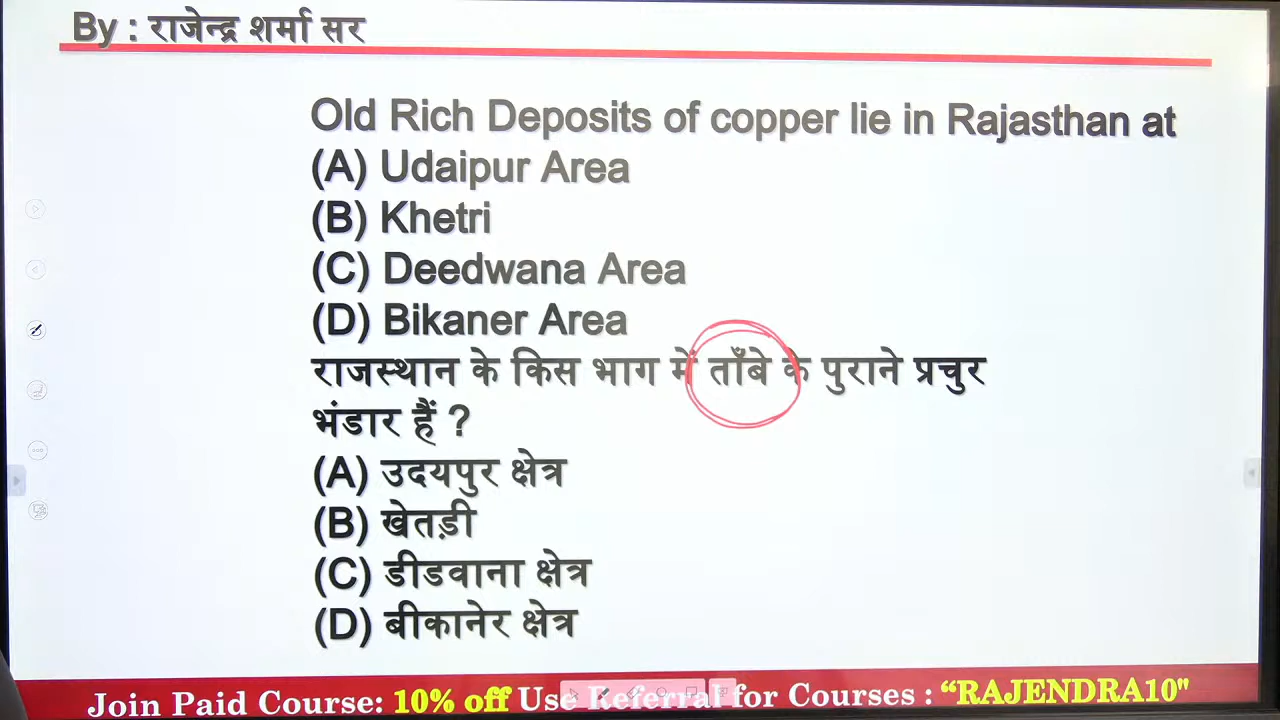 By : राजेन्द्र शर्मा सर
Old Rich Deposits of copper lie in Rajasthan at
(A) Udaipur Area
(B) Khetri
(C) Deedwana Area
(D) Bikaner Area
राजस्थान के किस भाग में ताँबे के पुराने प्रचुर
भंडार हैं ?
(A) उदयपुर क्षेत्र
(B) खेतड़ी
(C) डीडवाना क्षेत्र
(D) बीकानेर क्षेत्र
Join Paid Course: 10% off Use Referral for Courses : “RAJENDRA10"